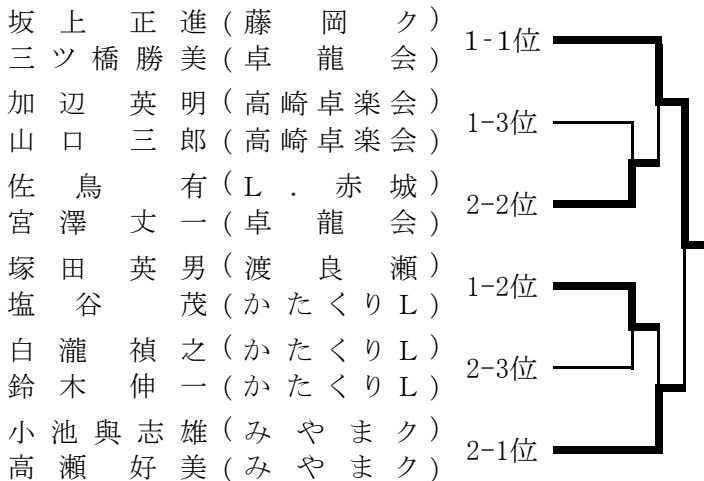 坂上正進(藤岡ク)
三ツ橋勝美(卓龍会)
1-1位
加辺英明(高崎卓楽会)
山口三郎(高崎卓楽会)
1-3位
佐鳥有(L.赤城)
宮澤丈一(卓龍会)
2-2位
塚田英男(渡良瀬)
塩谷茂(かたくりL)
1-2位
白瀧禎之(かたくりL)
鈴木伸一(かたくりL)
2-3位
小池與志雄(みやまク)
高瀬好美(みやまク)
2-1位